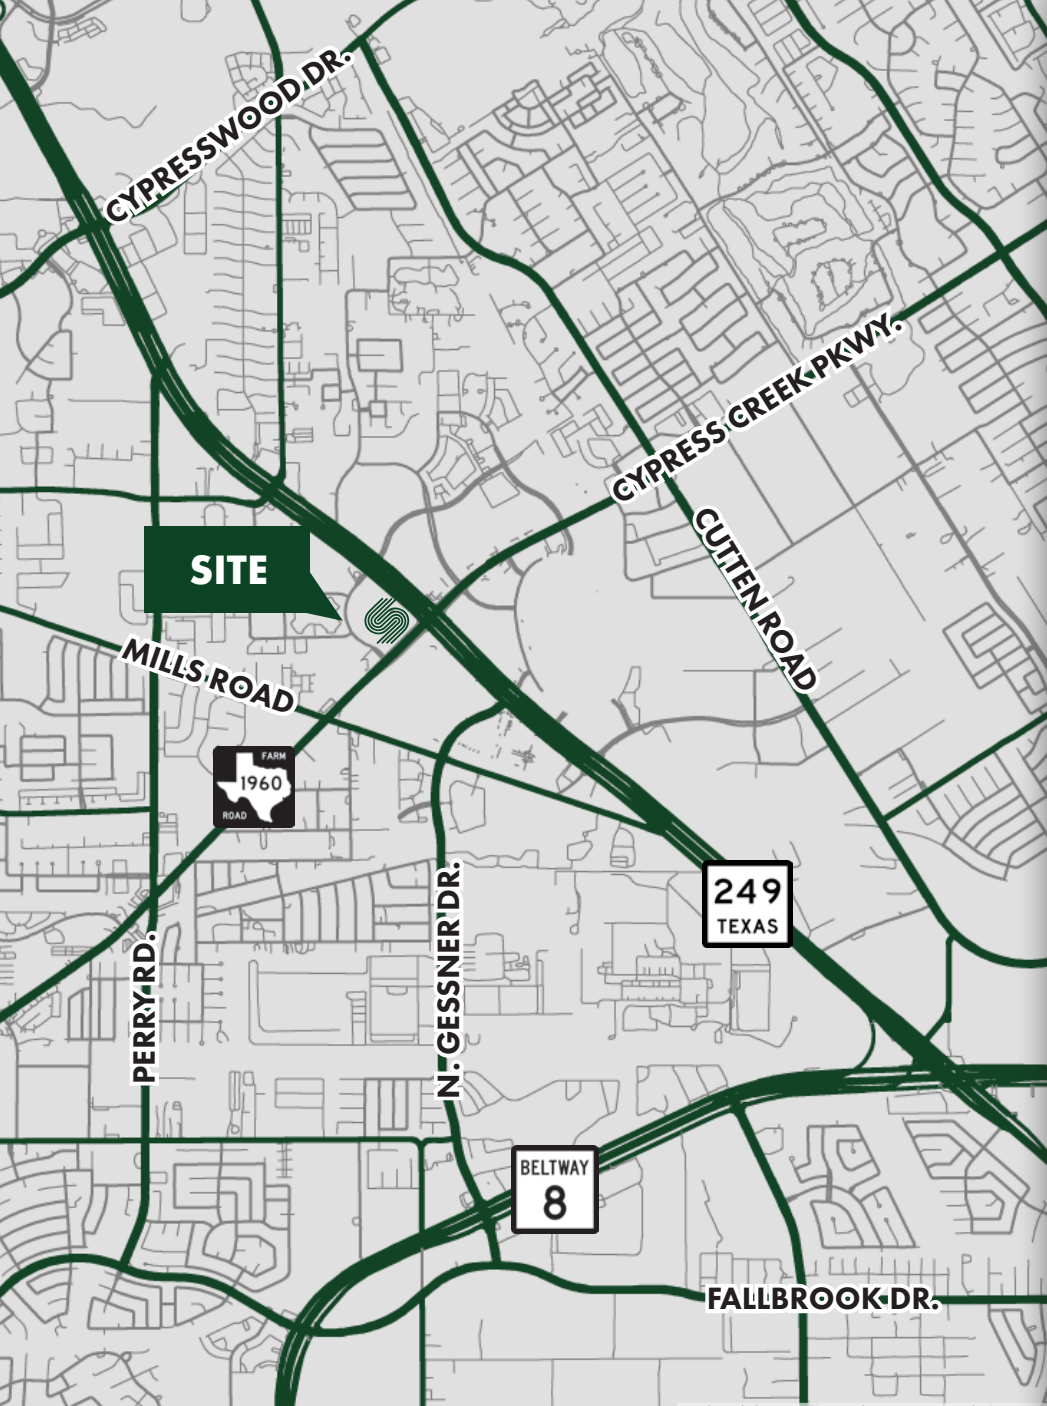 CYPRESSWOOD DR.
CYPRESS CREEK PKWY.
CUTTEN ROAD
SITE
MILLS ROAD
FARM
1960
ROAD
249
TEXAS
N. GESSNER DR.
PERRY RD.
BELTWAY
8
FALLBROOK DR.